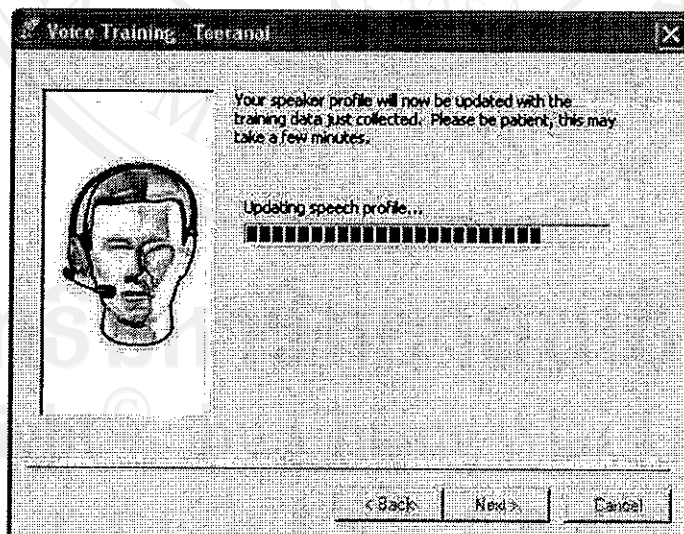 Voice Training - Teeranai
Your speaker profile will now be updated with the
training data just collected. Please be patient, this may
take a few minutes.
Updating speech profile...
< Back
Next >
Cancel